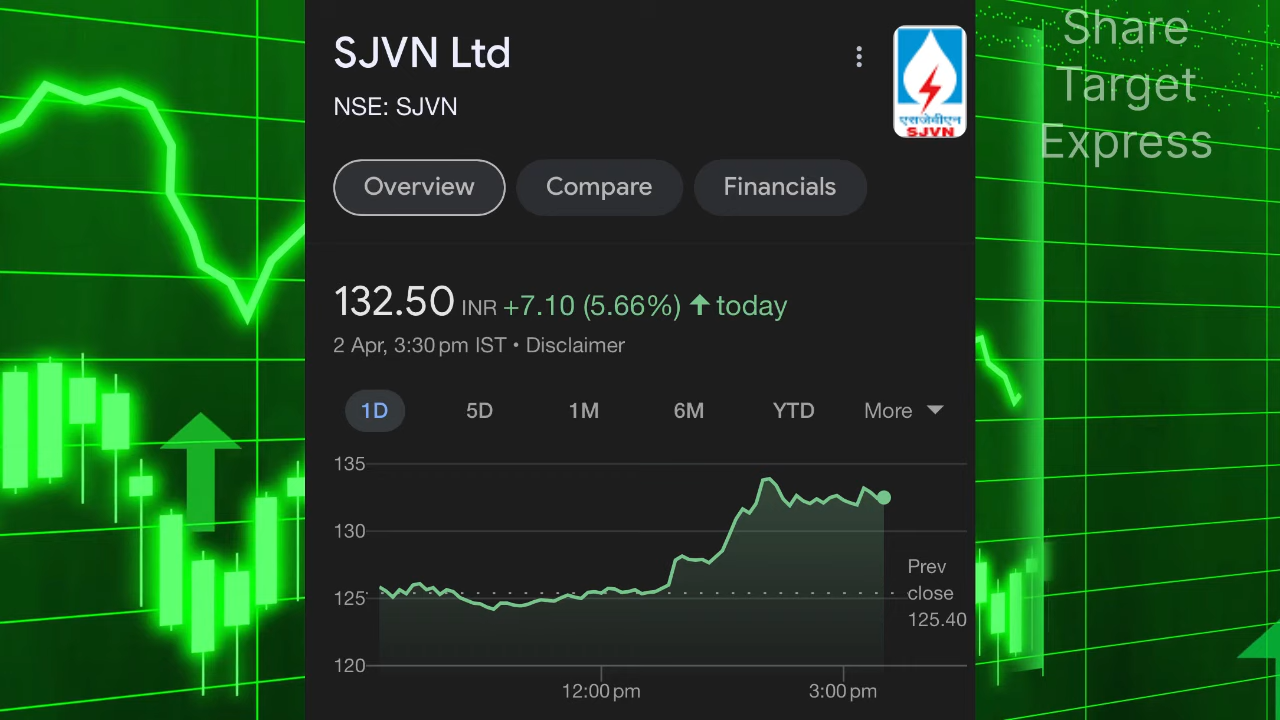 SJVN Ltd
NSE: SJVN
एसजेवीएन
SJVN
Share
Target
Express
Overview
Compare
Financials
132.50 INR +7.10 (5.66%) ↑ today
2 Apr, 3:30 pm IST • Disclaimer
1D
5D
1M
6M
YTD
More
135
130
125
120
Prev
close
125.40
12:00 pm
3:00 pm